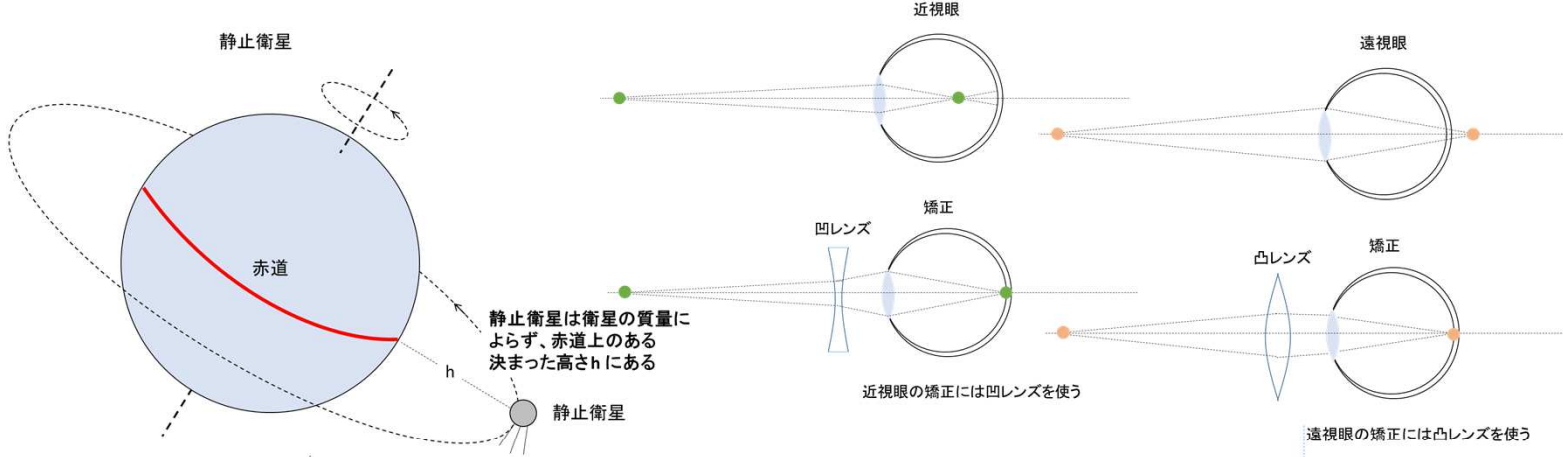 静止衛星
赤道
静止衛星は衛星の質量に
よらず、赤道上のある
決まった高さhにある
h
静止衛星
近視眼
凹レンズ
矯正
近視眼の矯正には凹レンズを使う
遠視眼
凸レンズ
矯正
遠視眼の矯正には凸レンズを使う